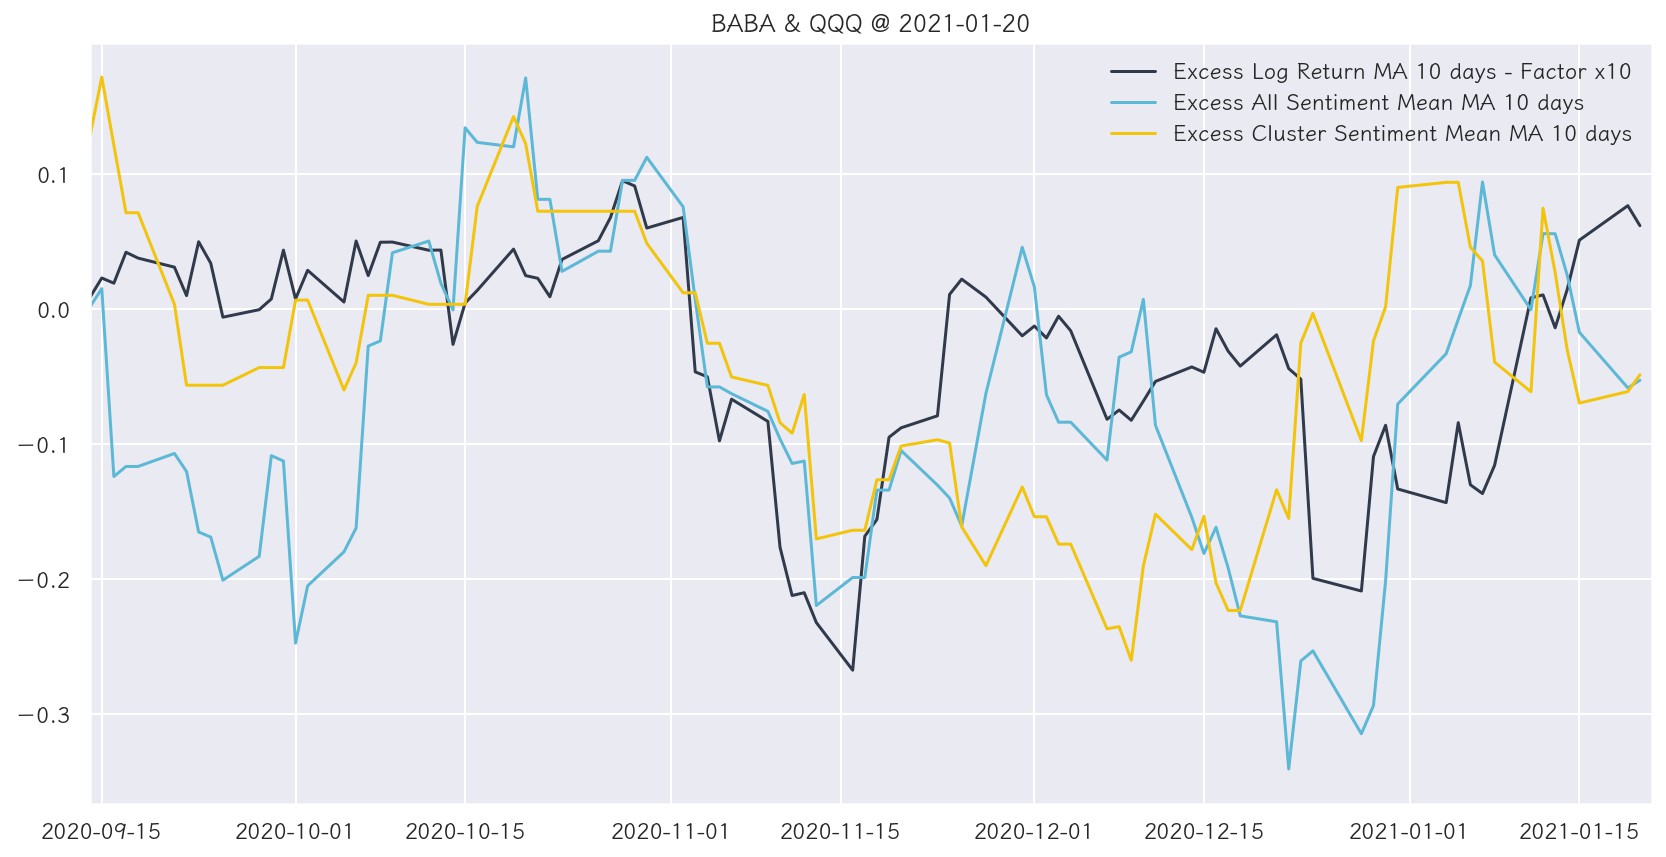 BABA & QQQ @ 2021-01-20
Excess Log Return MA 10 days - Factor x10
Excess All Sentiment Mean MA 10 days
Excess Cluster Sentiment Mean MA 10 days
0.1
0.0
−0.1
−0.2
−0.3
2020-09-15 2020-10-01 2020-10-15 2020-11-01 2020-11-15 2020-12-01 2020-12-15 2021-01-01 2021-01-15